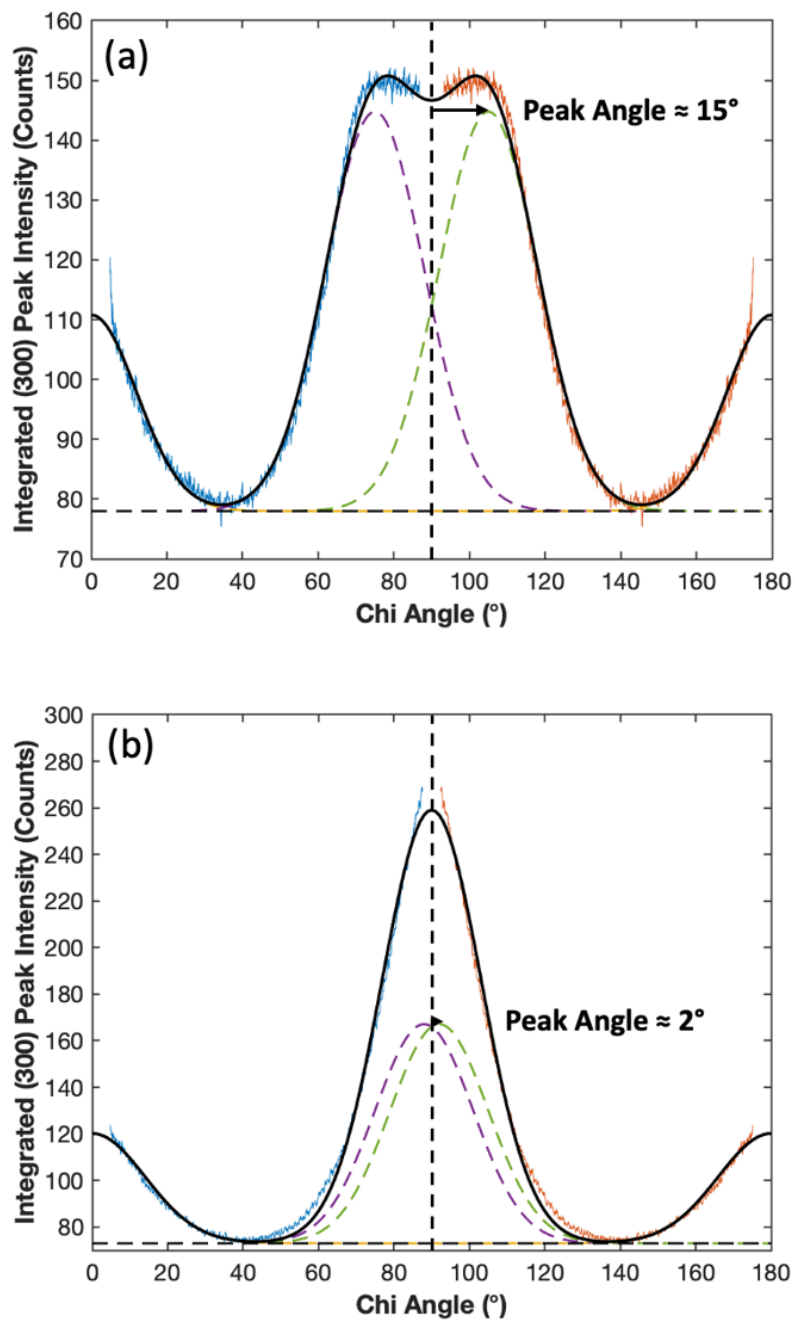 (a)
Integrated (300) Peak Intensity (Counts)
160
150
140
130
120
110
100
90
80
70
Peak Angle ≈ 15°
0 20 40 60 80 100 120 140 160 180
Chi Angle (°)
(b)
Integrated (300) Peak Intensity (Counts)
300
280
260
240
220
200
180
160
140
120
100
80
Peak Angle ≈ 2°
0 20 40 60 80 100 120 140 160 180
Chi Angle (°)